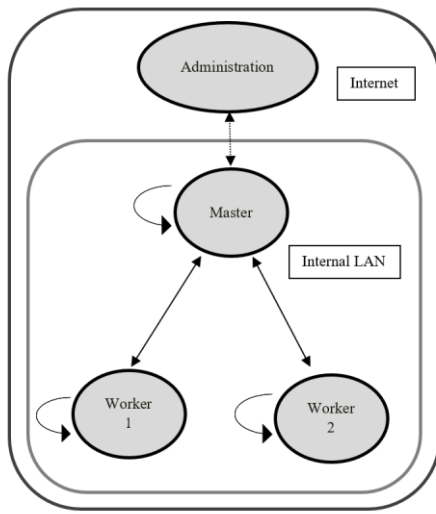 Administration
Internet
Master
Internal LAN
Worker
1
Worker
2